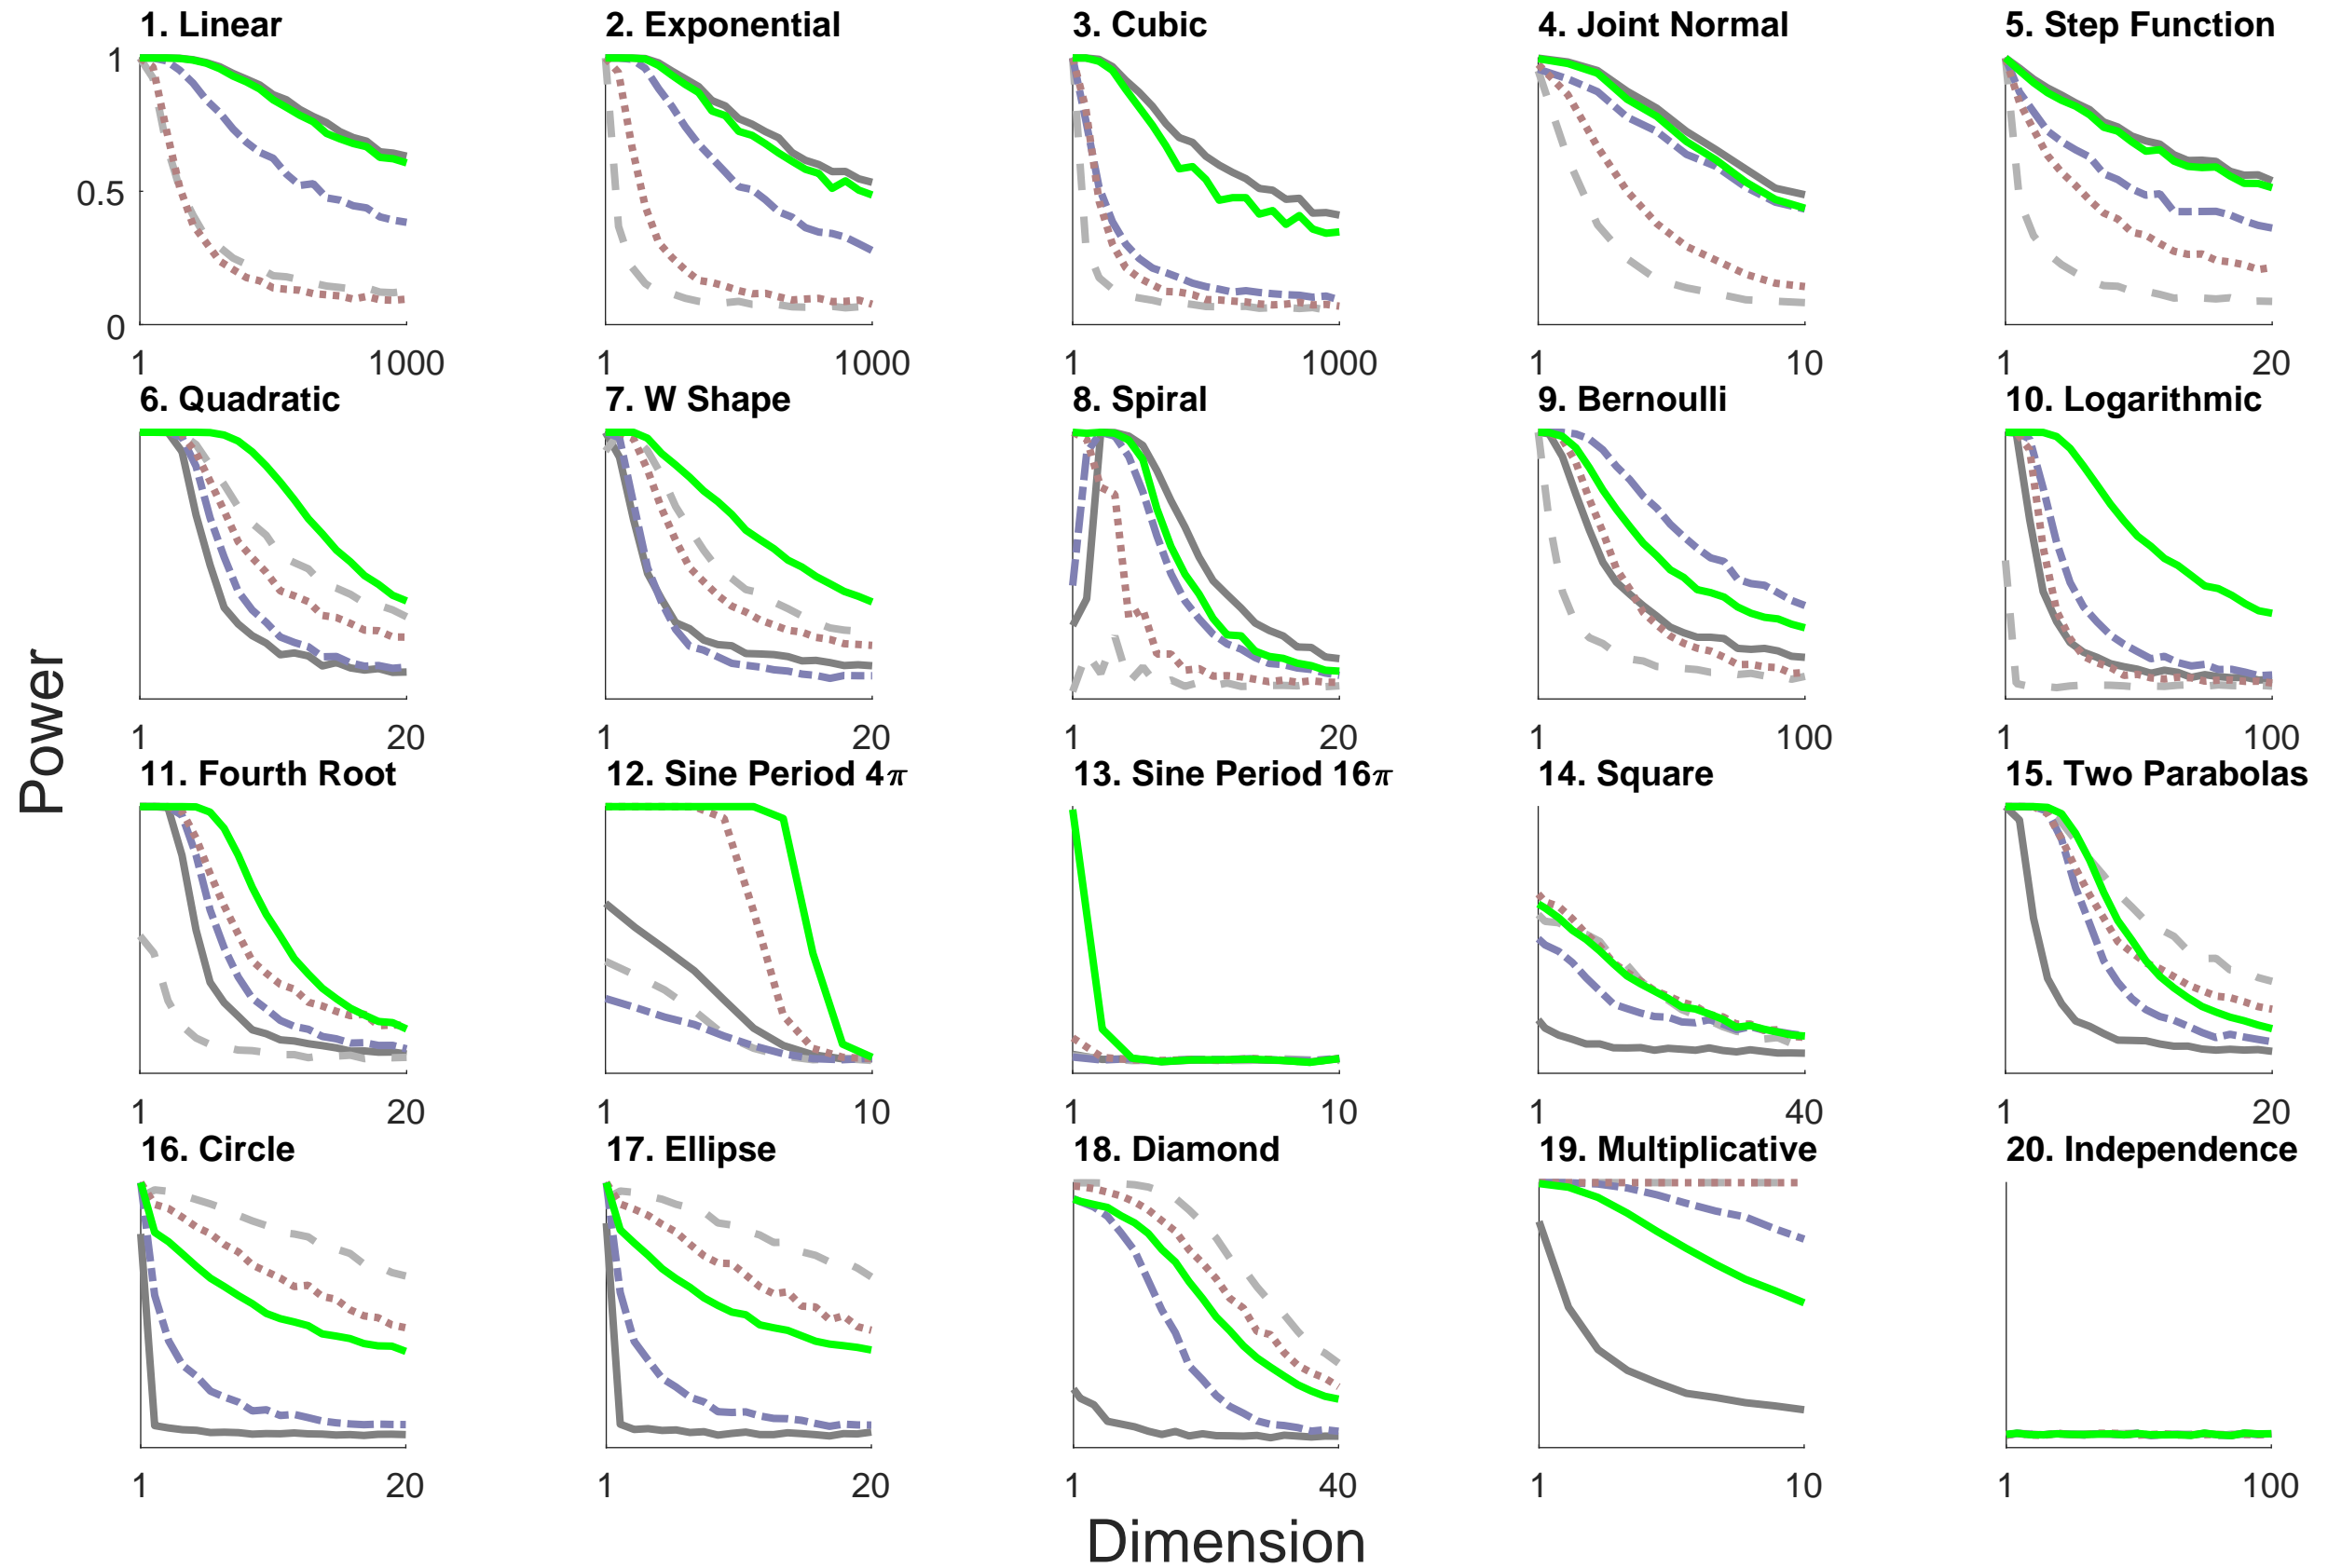 1. Linear 2. Exponential 3. Cubic 4. Joint Normal 5. Step Function
1
0.5
0
1 1000 1 1000 1 1000 1 10 1 20
6. Quadratic 7. W Shape 8. Spiral 9. Bernoulli 10. Logarithmic
1 20 1 20 1 20 1 100 1 100
Power
11. Fourth Root 12. Sine Period 4π 13. Sine Period 16π 14. Square 15. Two Parabolas
1 20 1 10 1 10 1 40 1 20
16. Circle 17. Ellipse 18. Diamond 19. Multiplicative 20. Independence
1 20 1 20 1 40 1 10 1 100
Dimension